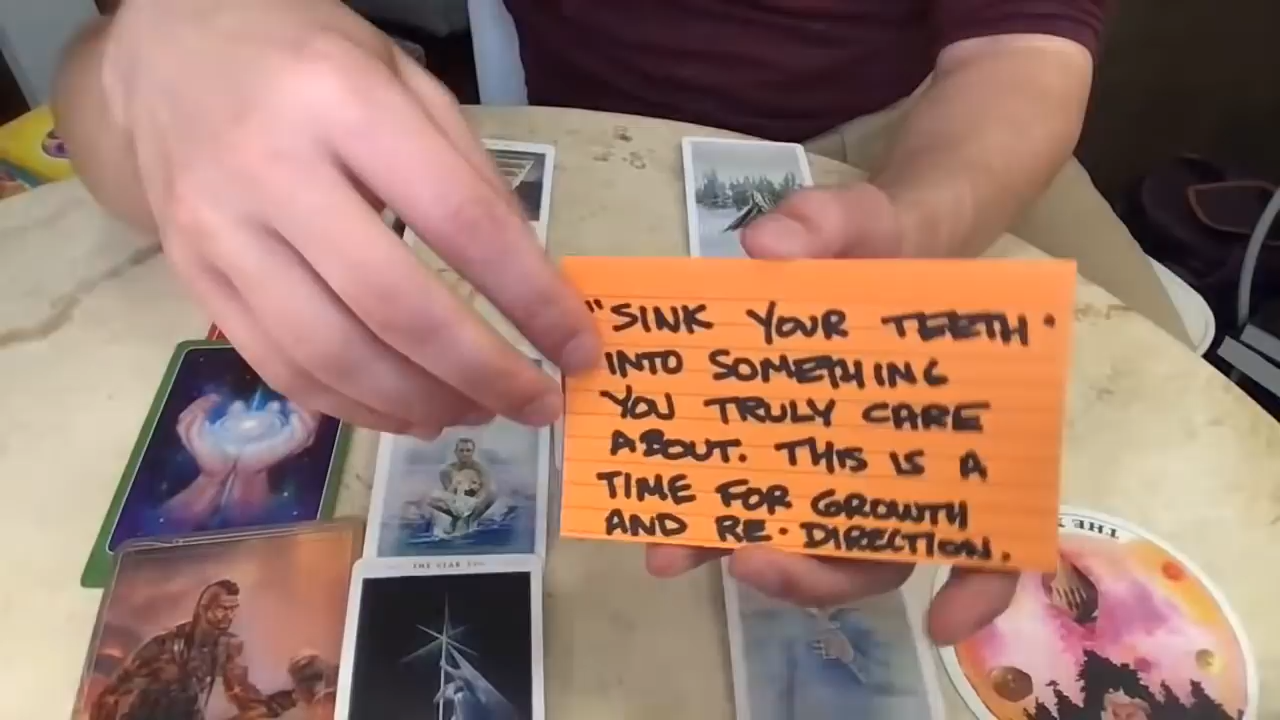 "SINK YOUR TEETH
INTO SOMETHING
YOU TRULY CARE
ABOUT. THIS IS A
TIME FOR GROWTH
AND RE-DIRECTION.
THE STAR
THE